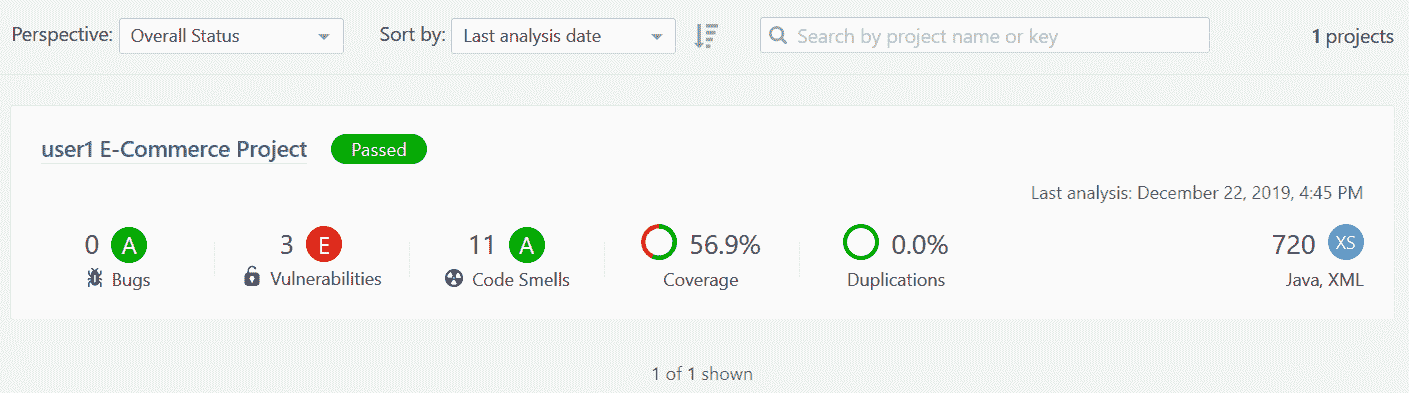 Perspective: Overall Status Sort by: Last analysis date Search by project name or key 1 projects
user1 E-Commerce Project Passed
Last analysis: December 22, 2019, 4:45 PM
0 A 3 E 11 A 56.9% 0.0% 720 XS
Bugs Vulnerabilities Code Smells Coverage Duplications Java, XML
1 of 1 shown